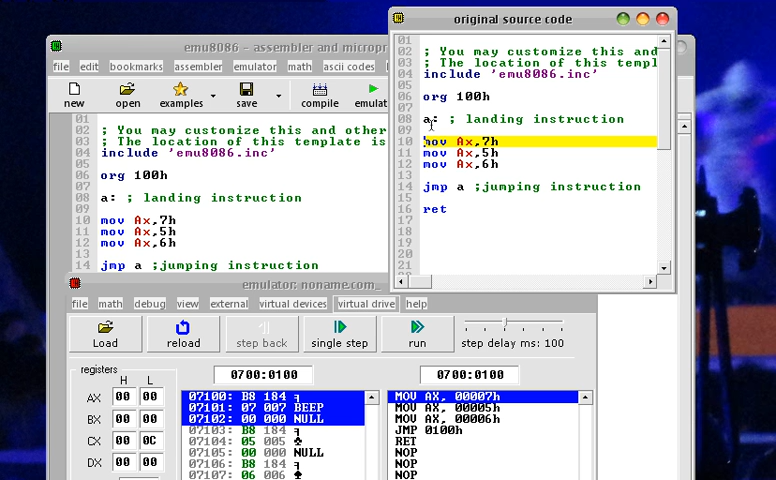 original source code
01
02 ; You may customize this and
03 ; The location of this templ
04 include 'emu8086.inc'
05
06 org 100h
07
08 a: ; landing instruction
09
10 mov Ax,7h
11 mov Ax,5h
12 mov Ax,6h
13
14 jmp a ;jumping instruction
15
16 ret
17
18
19
20
21
emu8086 - assembler and micropr
file edit bookmarks assembler emulator math ascii codes
new open examples save compile emulat
01
02 ; You may customize this and other
03 ; The location of this template is
04 include 'emu8086.inc'
05
06 org 100h
07
08 a: ; landing instruction
09
10 mov Ax,7h
11 mov Ax,5h
12 mov Ax,6h
13
14 jmp a ;jumping instruction
emulator: noname.com_
file math debug view external virtual devices virtual drive help
Load reload step back single step run step delay ms: 100
registers
H L
AX 00 00
BX 00 00
CX 00 0C
DX 00 00
0700:0100 0700:0100
07100: B8 184 ╕
07101: 07 007 BEEP
07102: 00 000 NULL
07103: B8 184 ╕
07104: 05 005 ♣
07105: 00 000 NULL
07106: B8 184 ╕
07107: 06 006 ♠
MOV AX, 00007h
MOV AX, 00005h
MOV AX, 00006h
JMP 0100h
RET
NOP
NOP
NOP